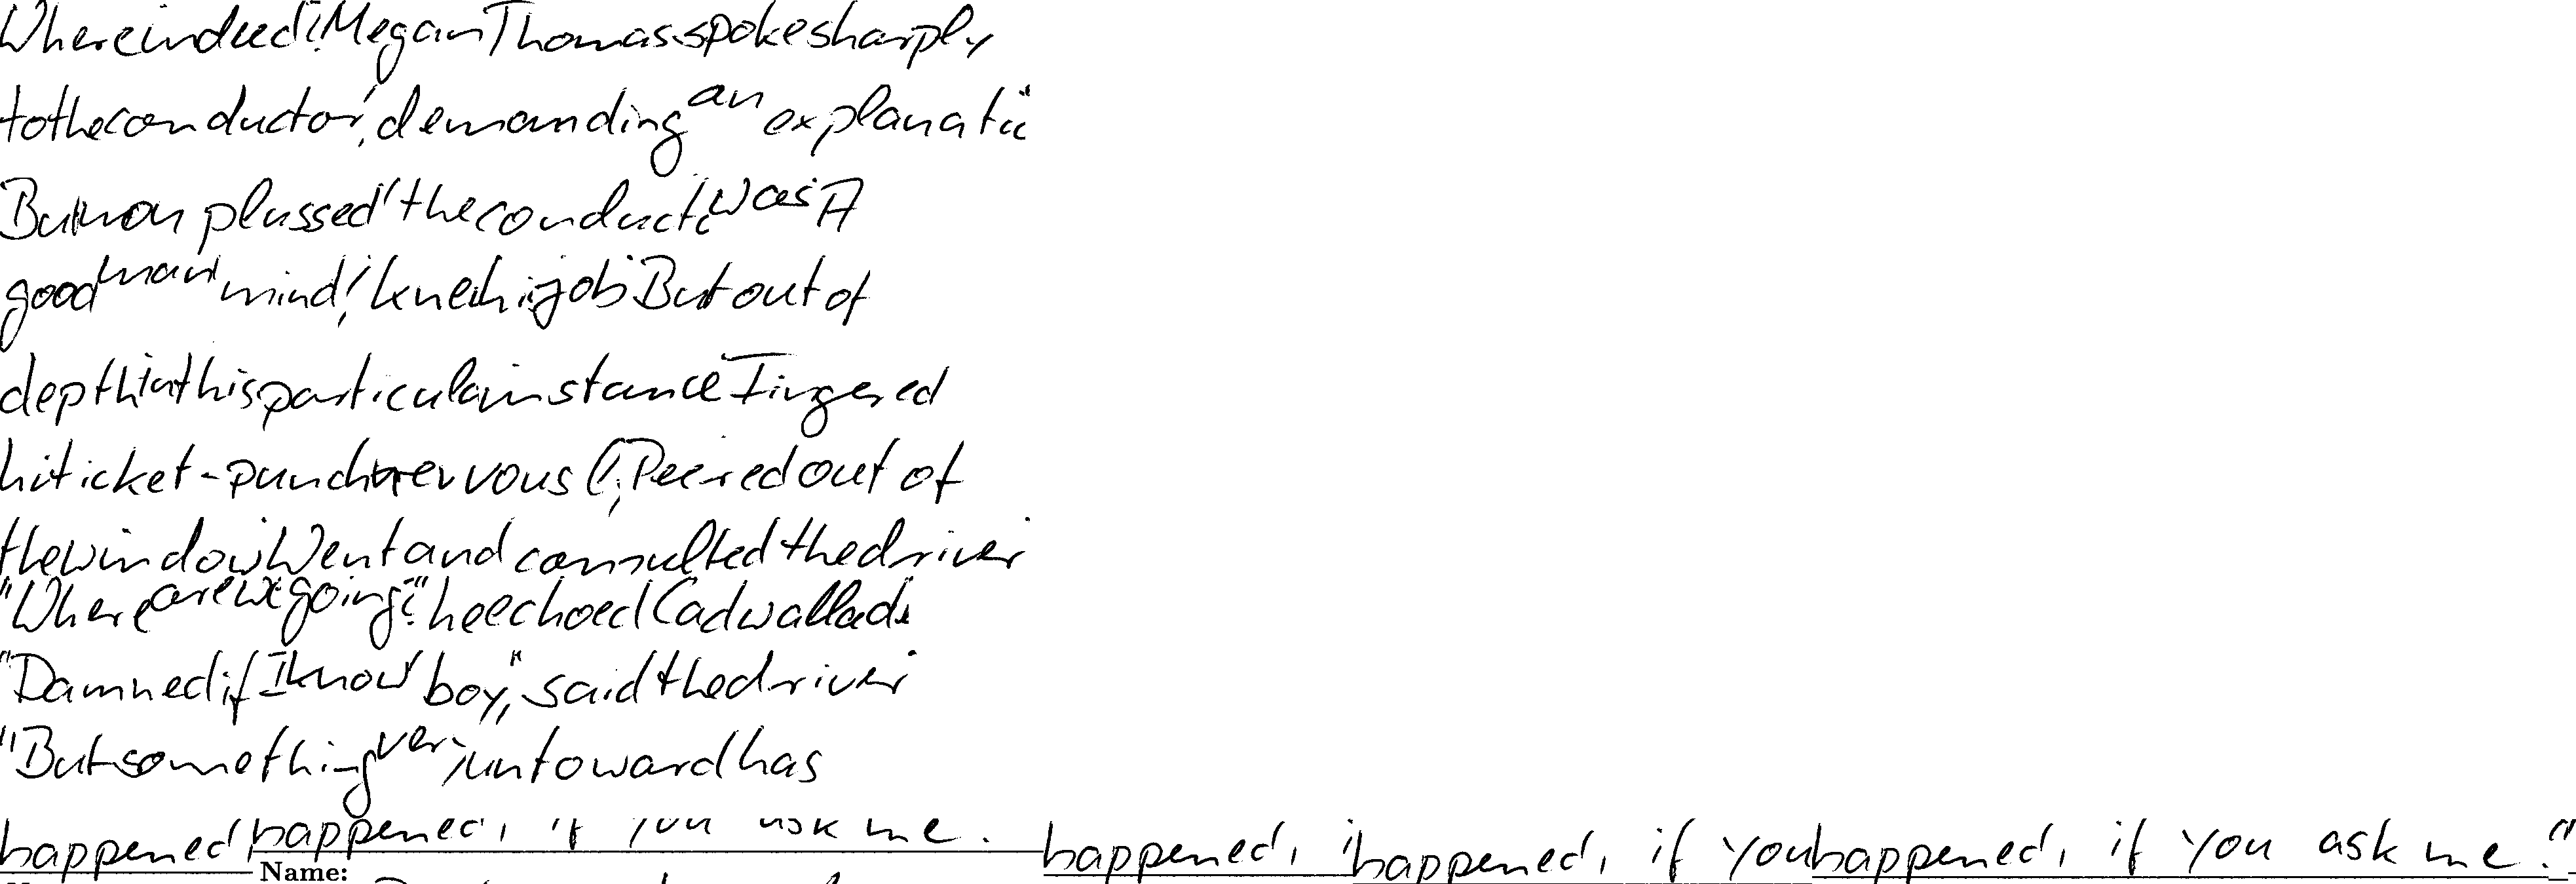 Where indeed? Megan Thomas spoke sharply
to the conductor, demanding an explanati
But nonplussed the conduct was A
good man mind! knew his job But out of
depth in this particular instance Fingered
his ticket-punch nervously, Peered out of
the window Went and consulted the driver
"Where are we going?" he echoed Cadwallader
"Damned if I know boy," said the driver
"But something very untoward has
happened, happened, if you ask me. happened, i happened, if you happened, if you ask me."
Name: